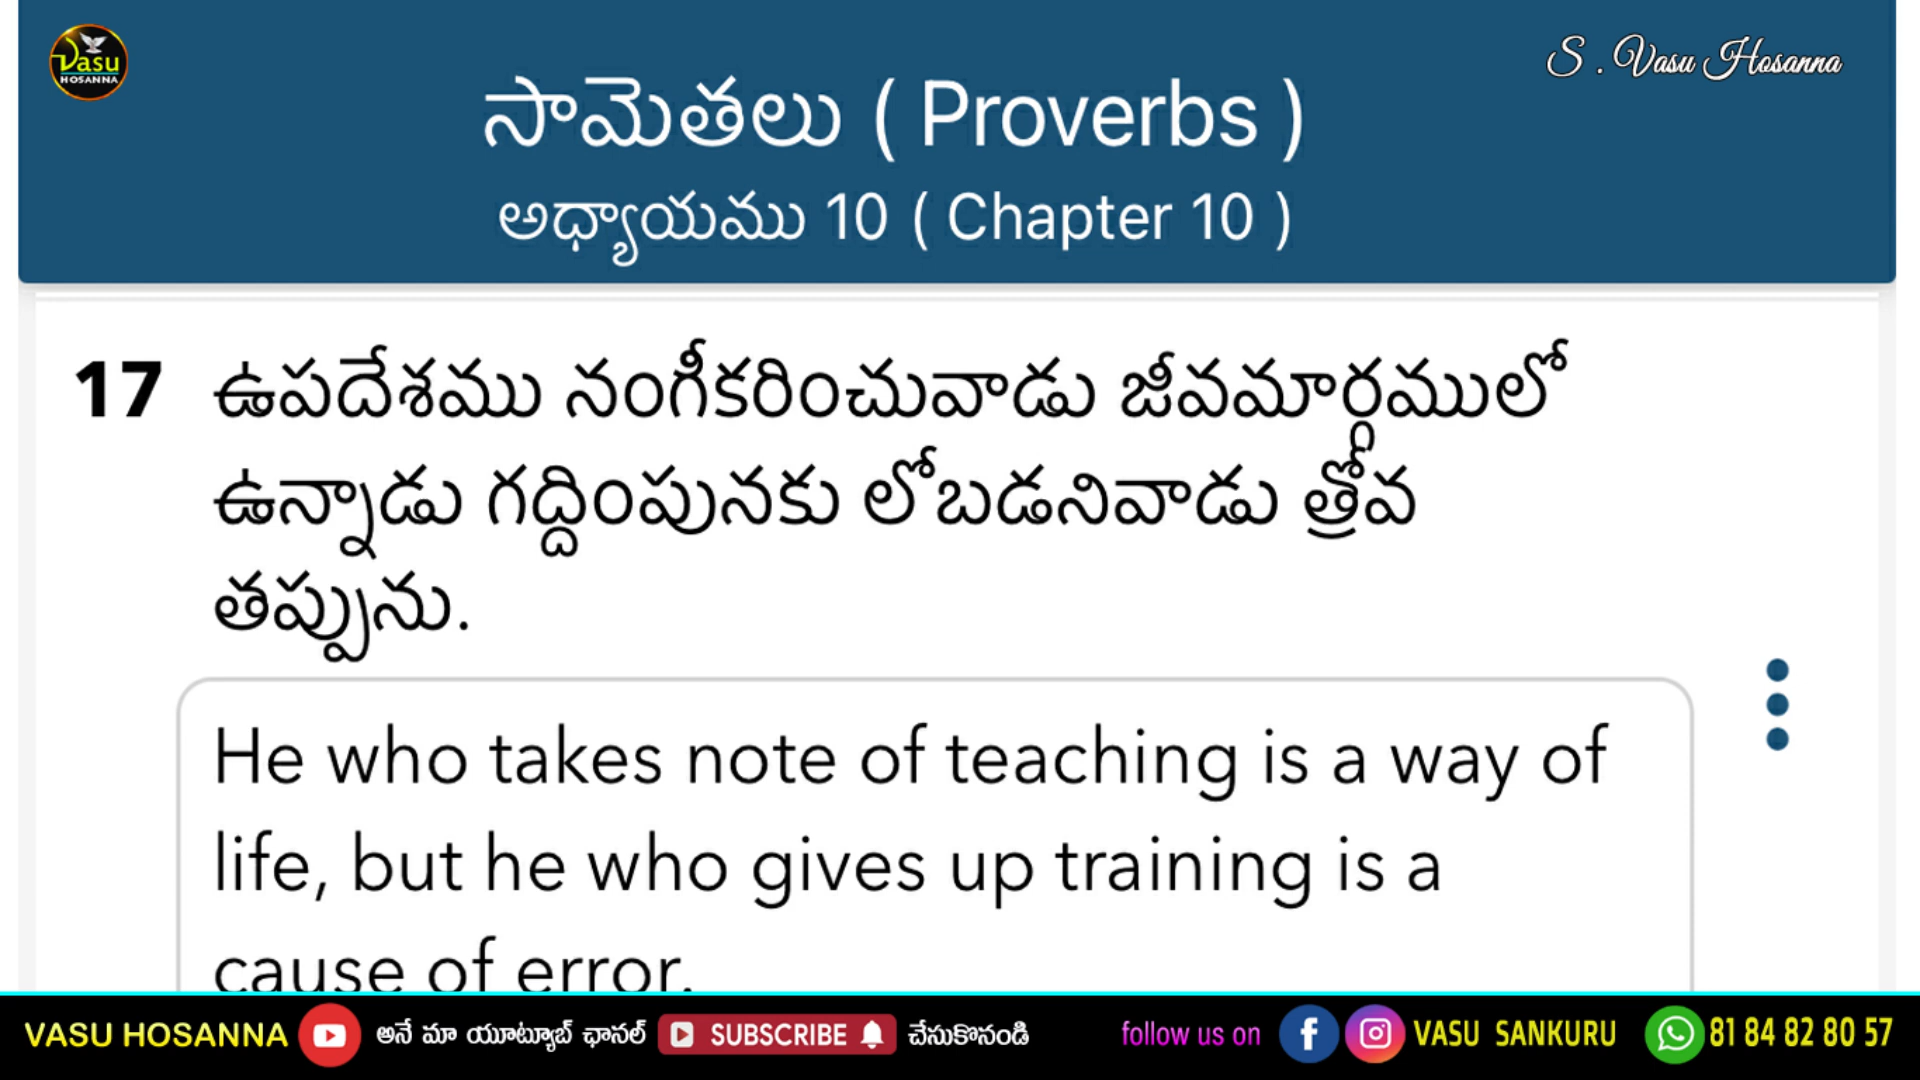 Vasu
HOSANNA
S . Vasu Hosanna
సామెతలు ( Proverbs )
అధ్యాయము 10 ( Chapter 10 )
17 ఉపదేశము నంగీకరించువాడు జీవమార్గములో
ఉన్నాడు గద్దింపునకు లోబడనివాడు త్రోవ
తప్పును.
He who takes note of teaching is a way of
life, but he who gives up training is a
cause of error.
VASU HOSANNA అనే మా యూట్యూబ్ ఛానల్ SUBSCRIBE చేసుకొనండి follow us on VASU SANKURU 81 84 82 80 57